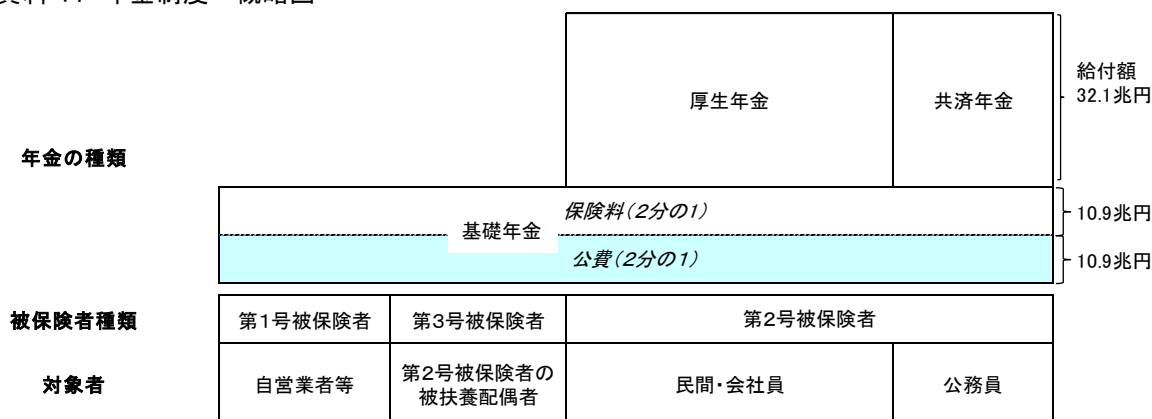 給付額
厚生年金
共済年金
32.1兆円
年金の種類
保険料(2分の1)
10.9兆円
基礎年金
公費(2分の1)
10.9兆円
被保険者種類
第1号被保険者
第3号被保険者
第2号被保険者
対象者
自営業者等
第2号被保険者の
被扶養配偶者
民間・会社員
公務員